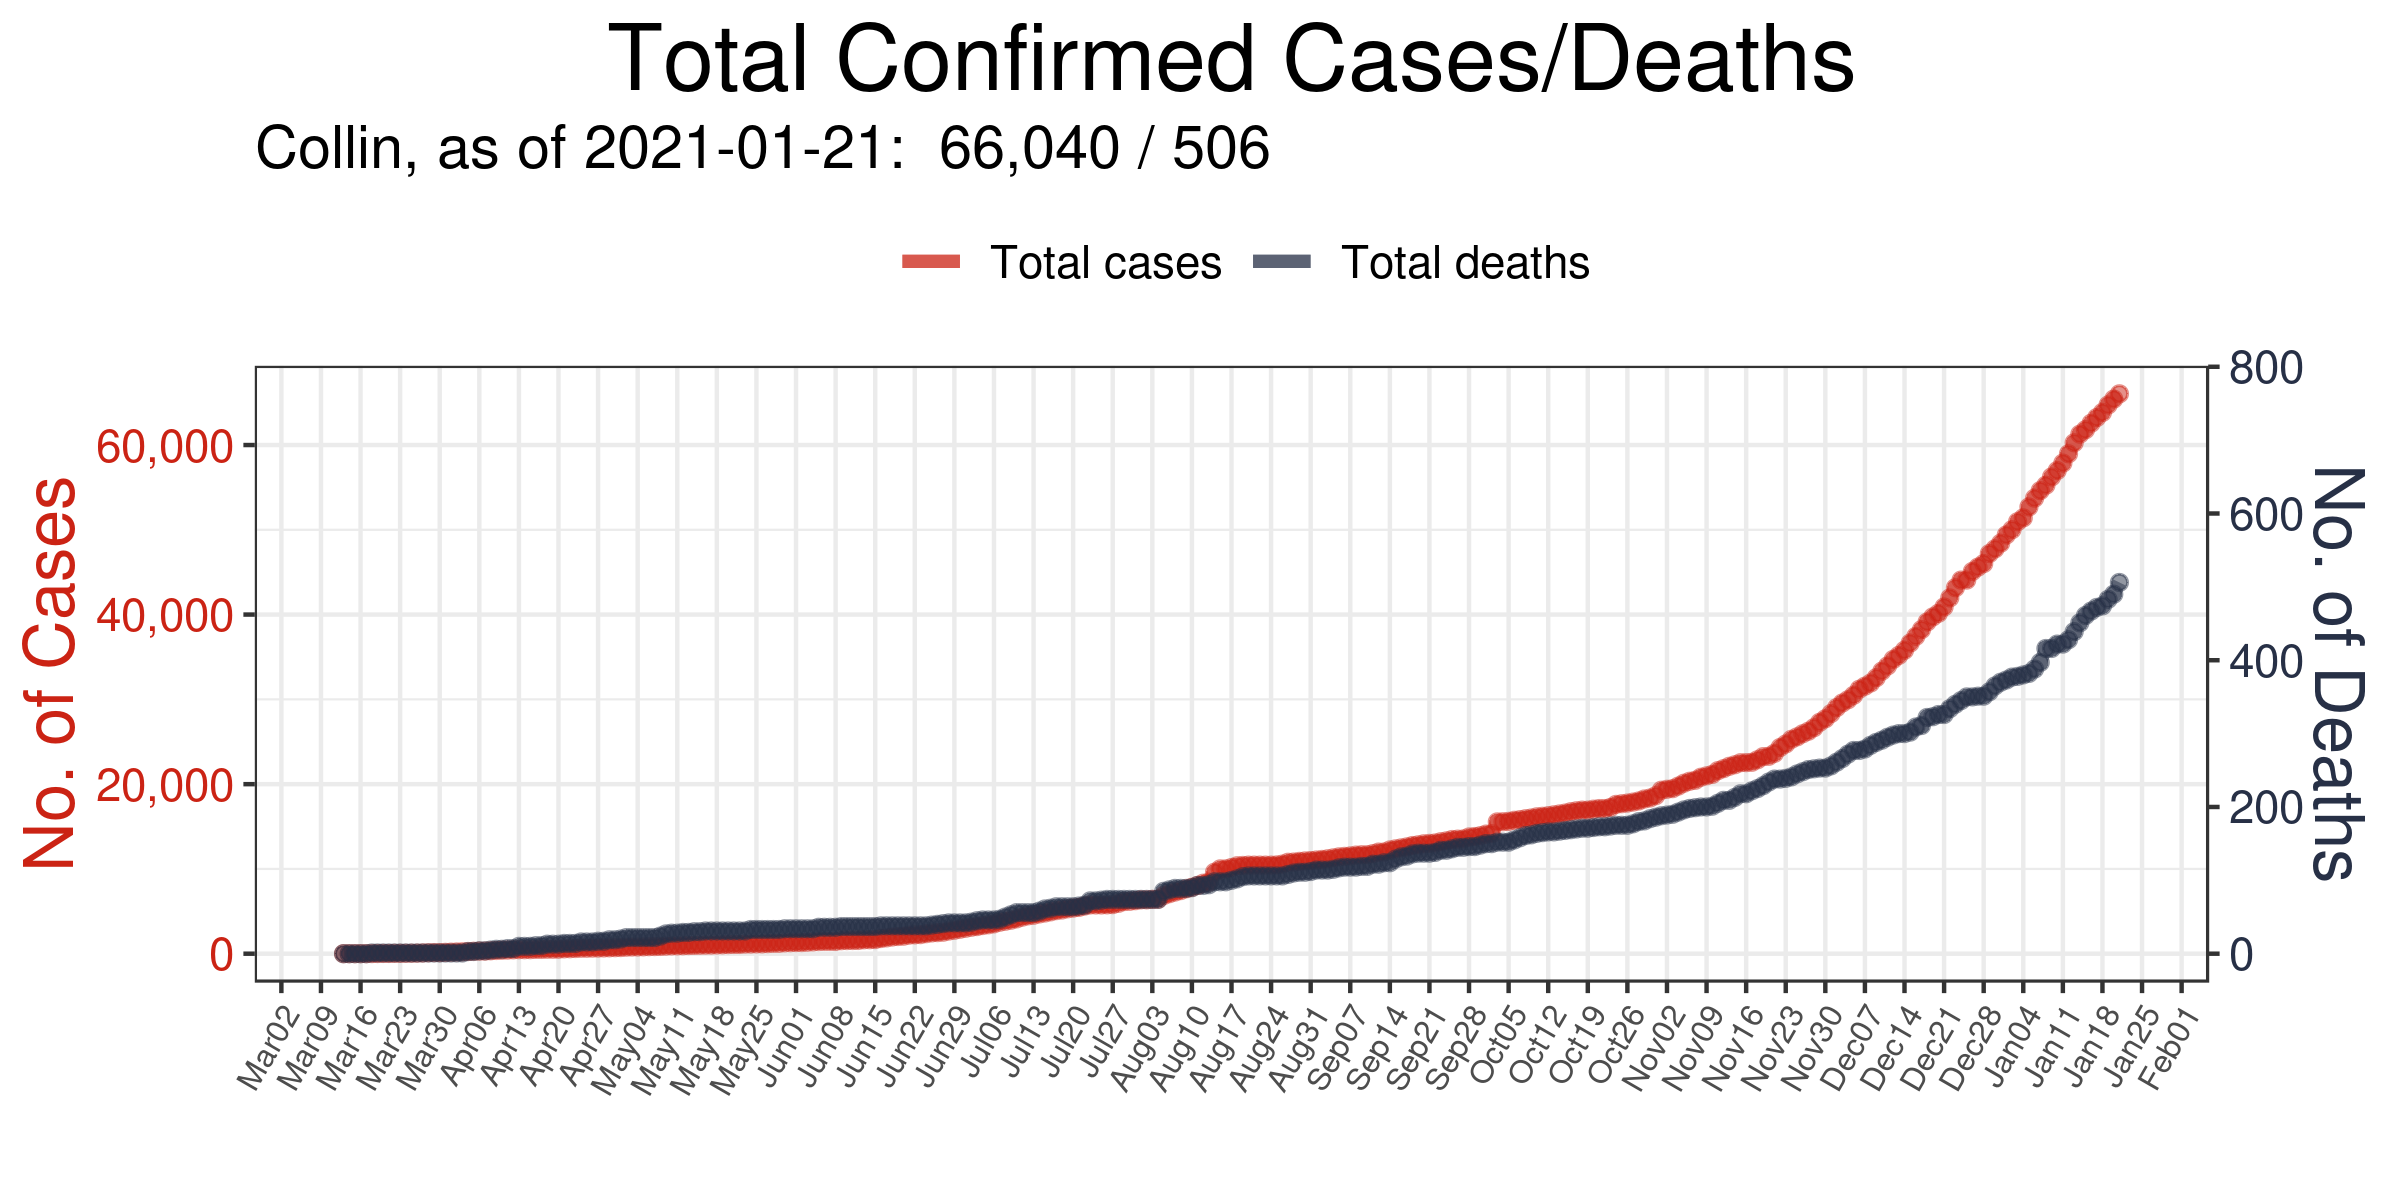 Total Confirmed Cases/Deaths
Collin, as of 2021-01-21:  66,040 / 506
Total cases
Total deaths
No. of Cases
60,000
40,000
20,000
0
800
600
400
200
0
No. of Deaths
Mar02
Mar09
Mar16
Mar23
Mar30
Apr06
Apr13
Apr20
Apr27
May04
May11
May18
May25
Jun01
Jun08
Jun15
Jun22
Jun29
Jul06
Jul13
Jul20
Jul27
Aug03
Aug10
Aug17
Aug24
Aug31
Sep07
Sep14
Sep21
Sep28
Oct05
Oct12
Oct19
Oct26
Nov02
Nov09
Nov16
Nov23
Nov30
Dec07
Dec14
Dec21
Dec28
Jan04
Jan11
Jan18
Jan25
Feb01